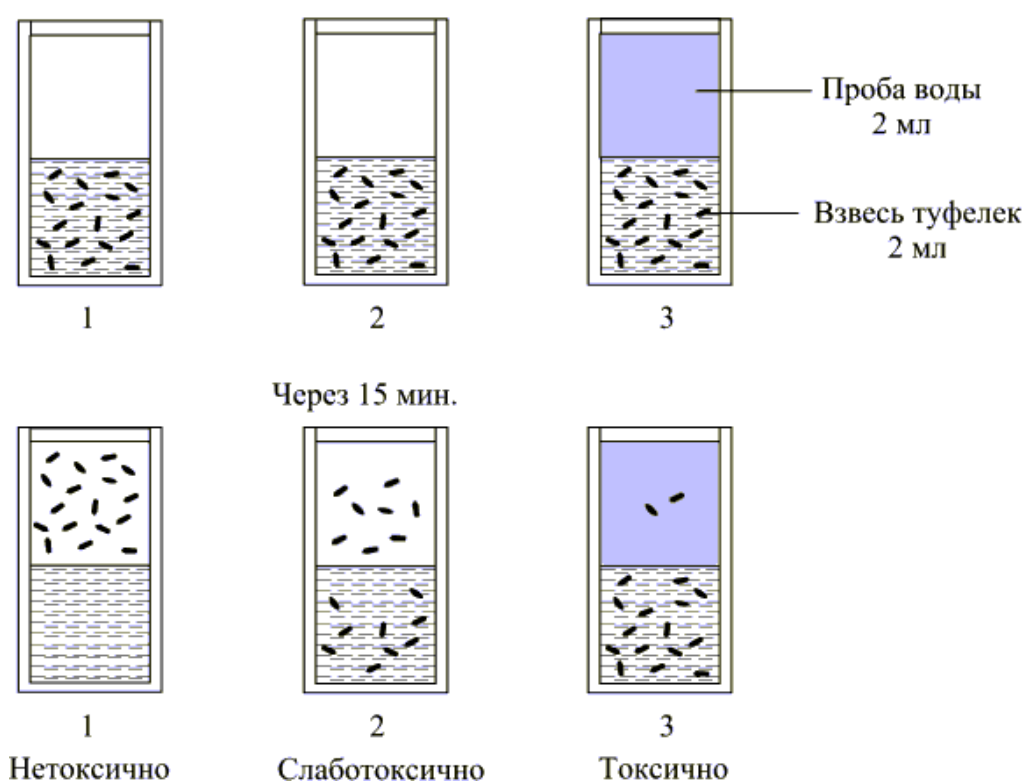 Проба воды
2 мл
Взвесь туфелек
2 мл
1
2
3
Через 15 мин.
1
2
3
Нетоксично
Слаботоксично
Токсично